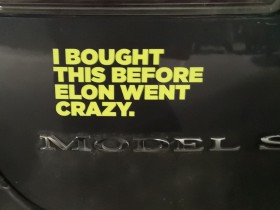 I BOUGHT
THIS BEFORE
ELON WENT
CRAZY.
MODEL S